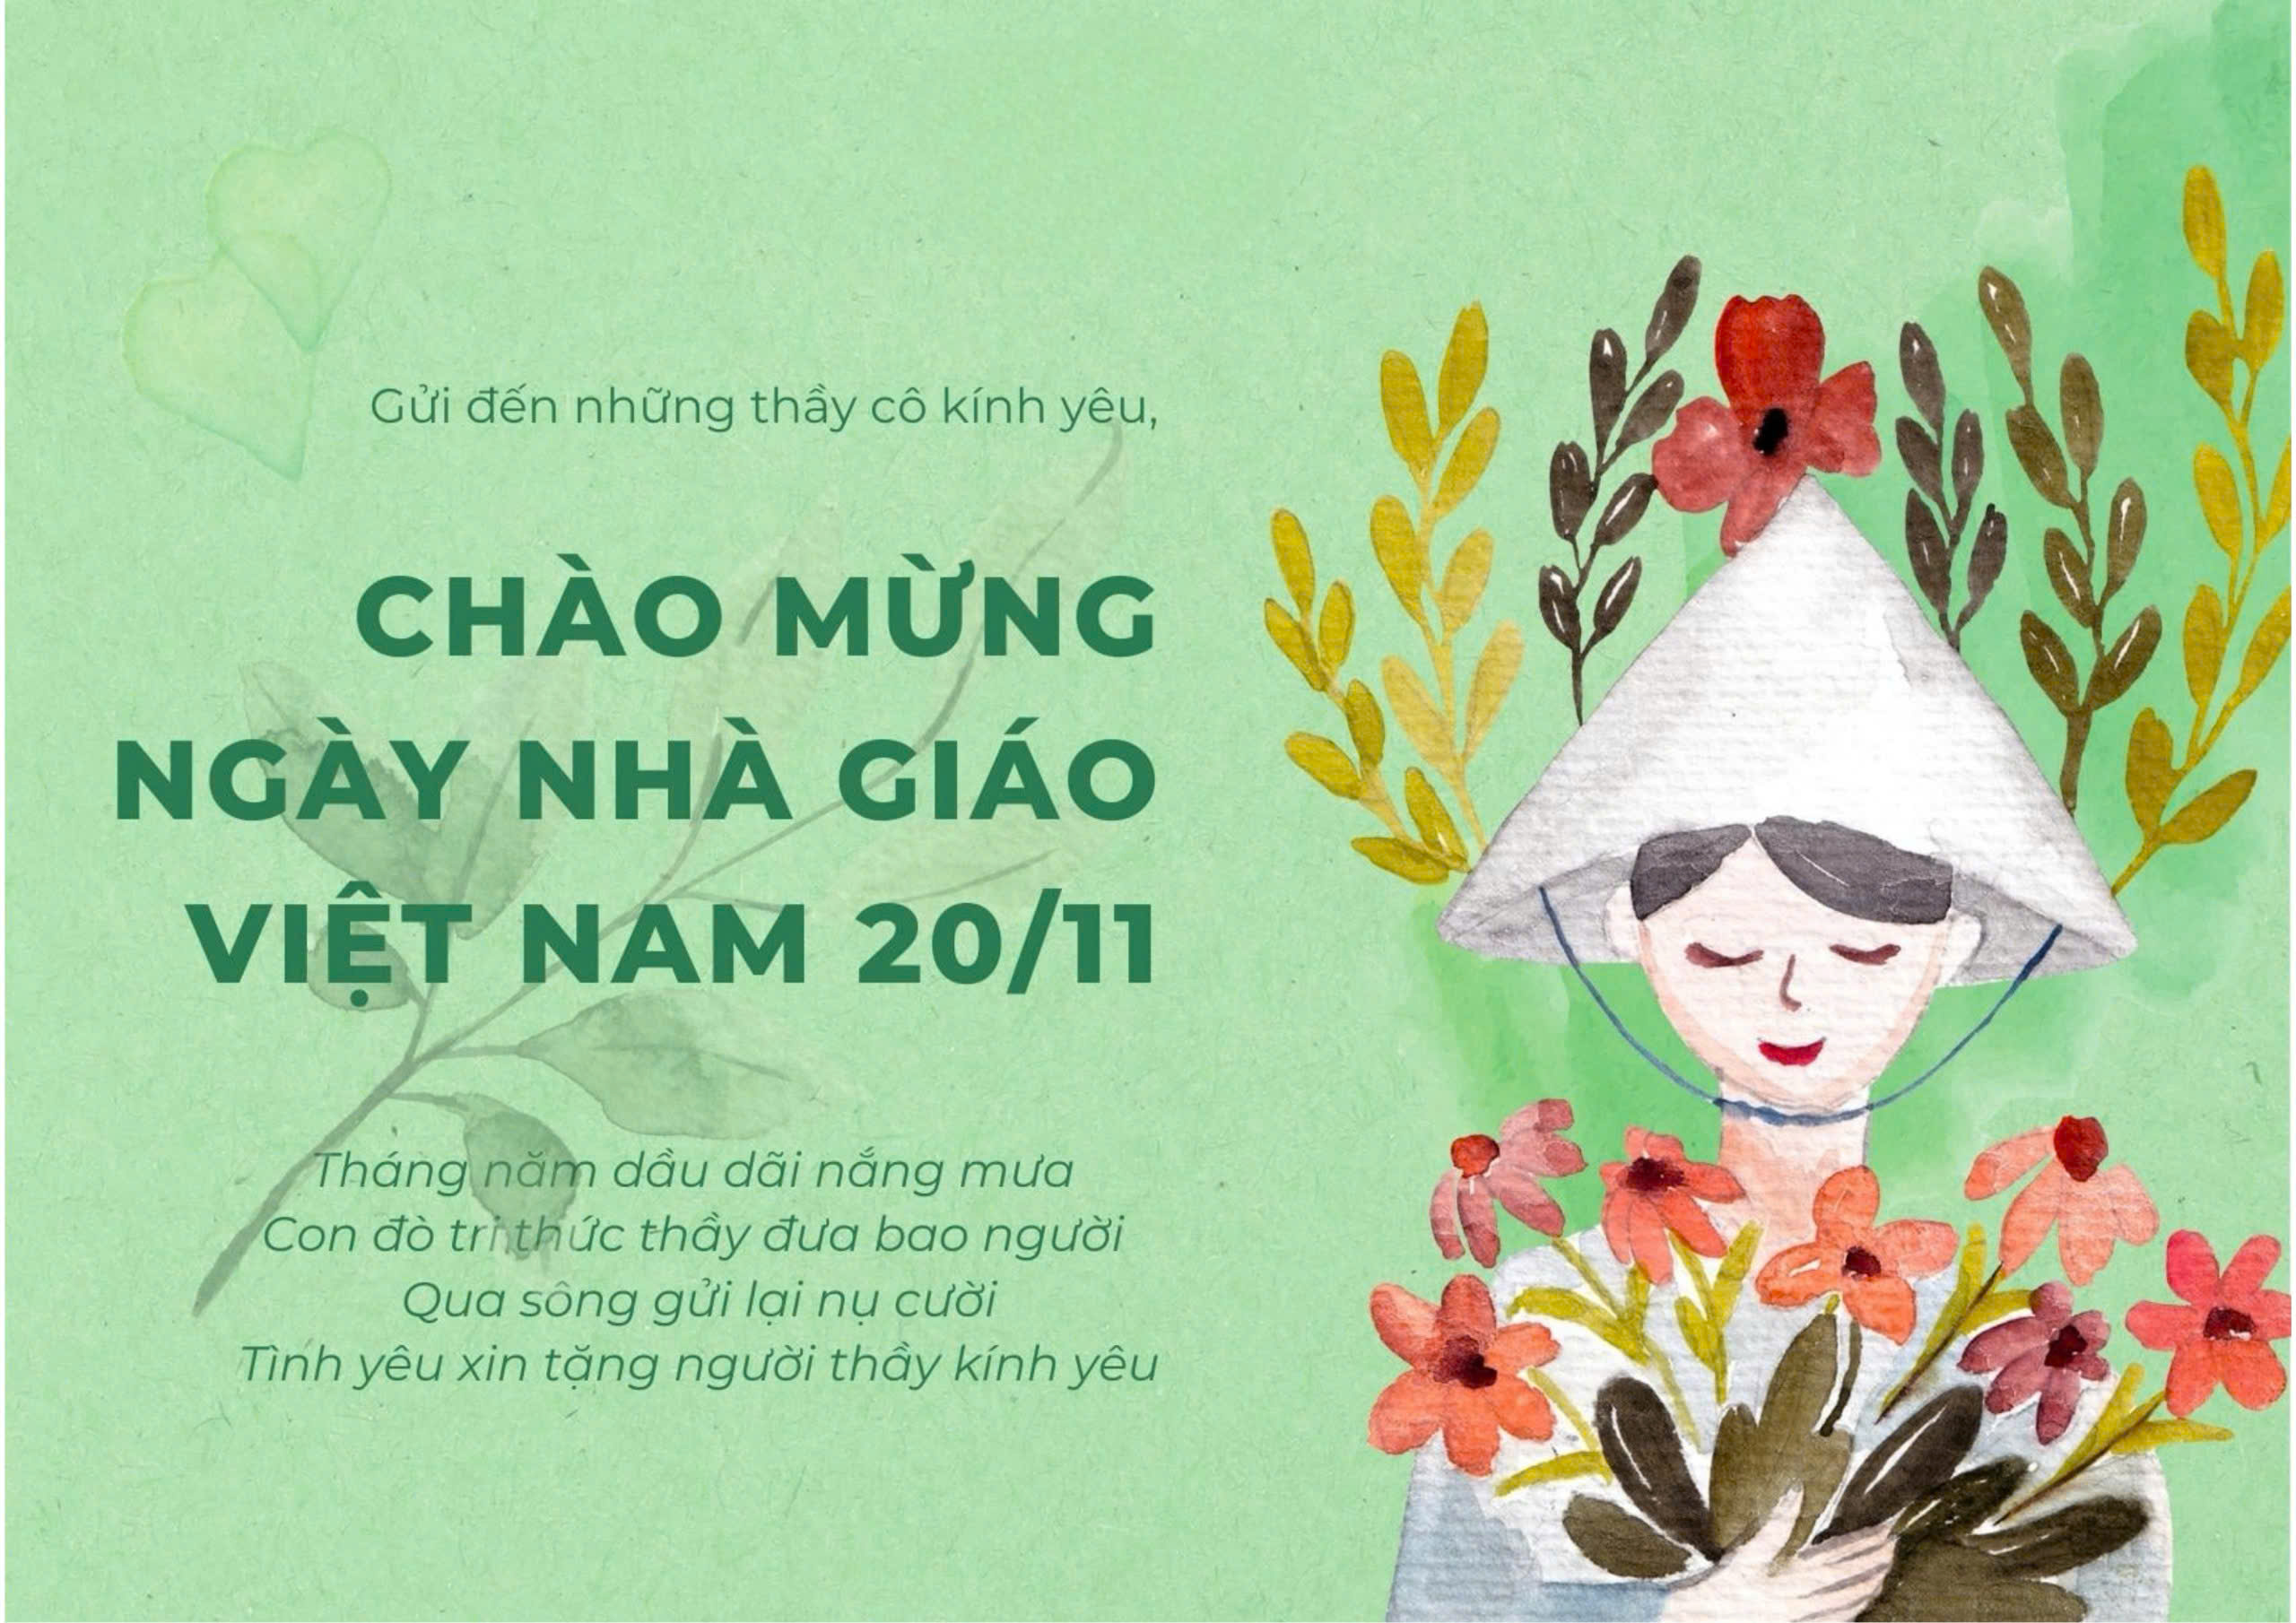 Gửi đến những thầy cô kính yêu,
CHÀO MỪNG
NGÀY NHÀ GIÁO
VIỆT NAM 20/11
Tháng năm dầu dãi nắng mưa
Con đò tri thức thầy đưa bao người
Qua sông gửi lại nụ cười
Tình yêu xin tặng người thầy kính yêu